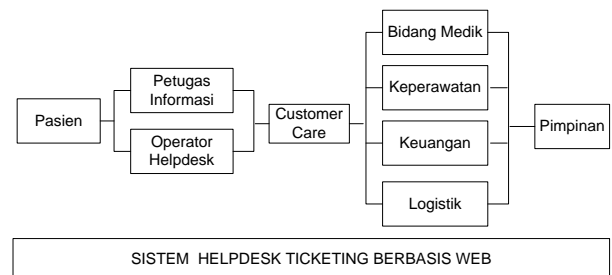 Pasien
Petugas
Informasi
Operator
Helpdesk
Customer
Care
Bidang Medik
Keperawatan
Keuangan
Logistik
Pimpinan
SISTEM HELPDESK TICKETING BERBASIS WEB